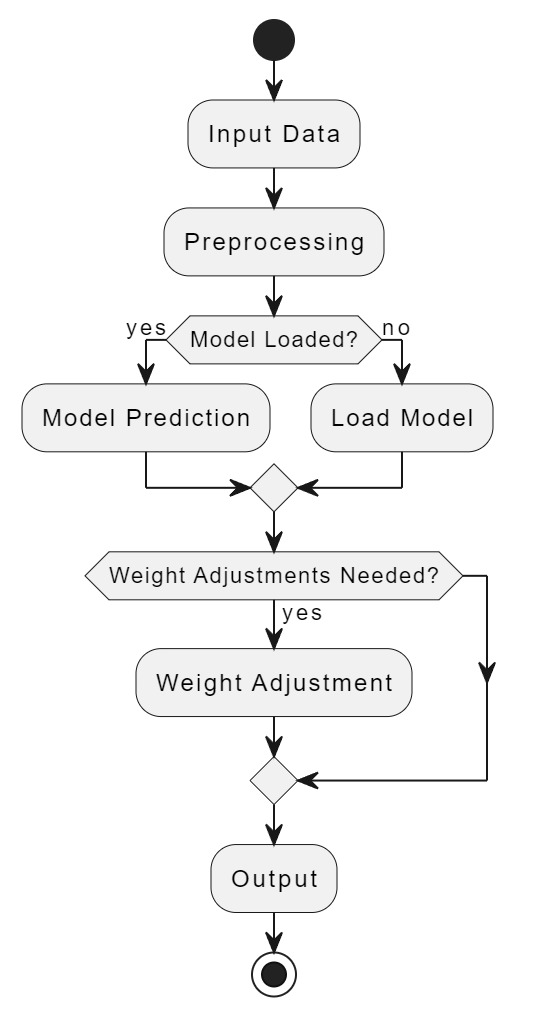 Input Data
Preprocessing
yes
Model Loaded?
no
Model Prediction
Load Model
Weight Adjustments Needed?
yes
Weight Adjustment
Output